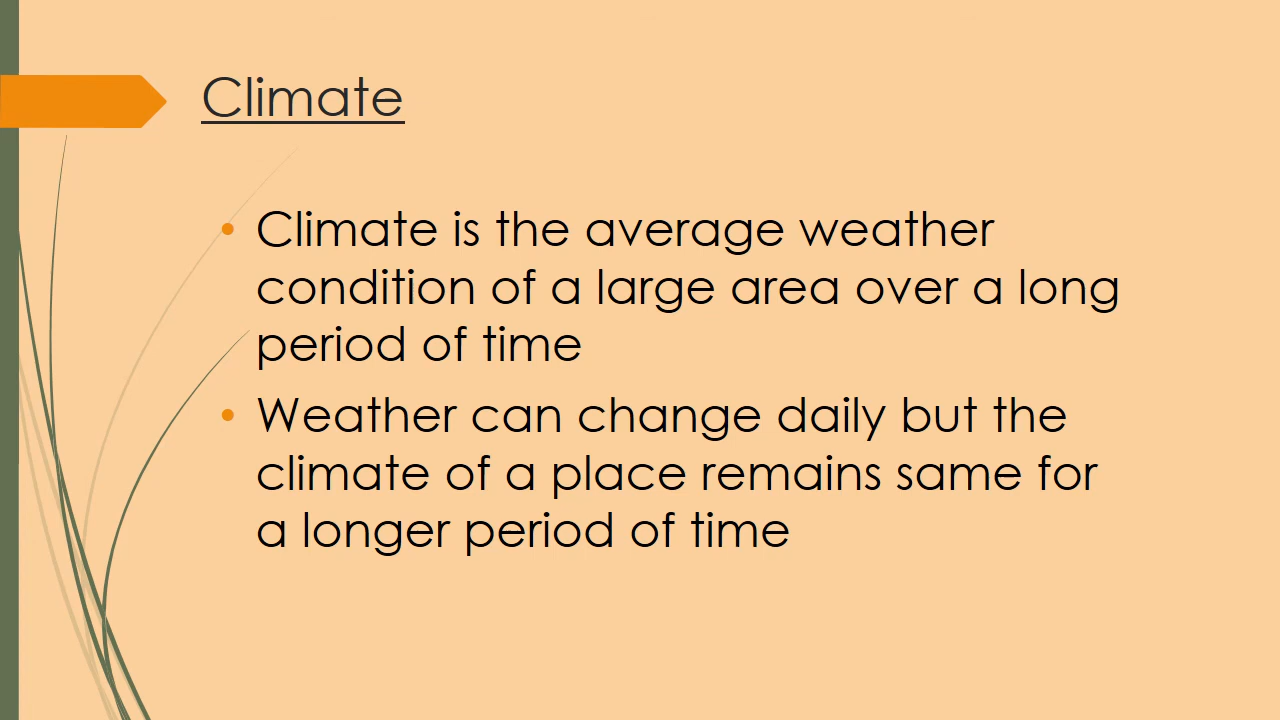 Climate
• Climate is the average weather
condition of a large area over a long
period of time
• Weather can change daily but the
climate of a place remains same for
a longer period of time